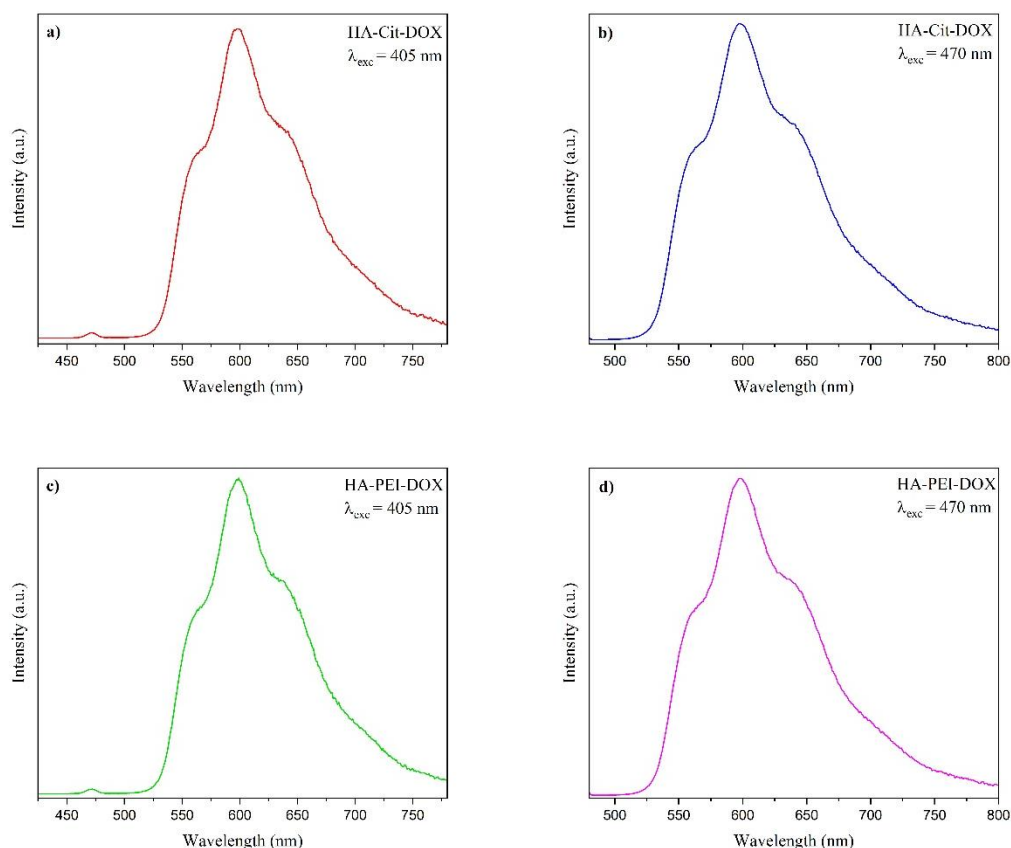 a)
HA-Cit-DOX
λexc = 405 nm
Intensity (a.u.)
450 500 550 600 650 700 750
Wavelength (nm)
b)
HA-Cit-DOX
λexc = 470 nm
Intensity (a.u.)
500 550 600 650 700 750 800
Wavelength (nm)
c)
HA-PEI-DOX
λexc = 405 nm
Intensity (a.u.)
450 500 550 600 650 700 750
Wavelength (nm)
d)
HA-PEI-DOX
λexc = 470 nm
Intensity (a.u.)
500 550 600 650 700 750 800
Wavelength (nm)